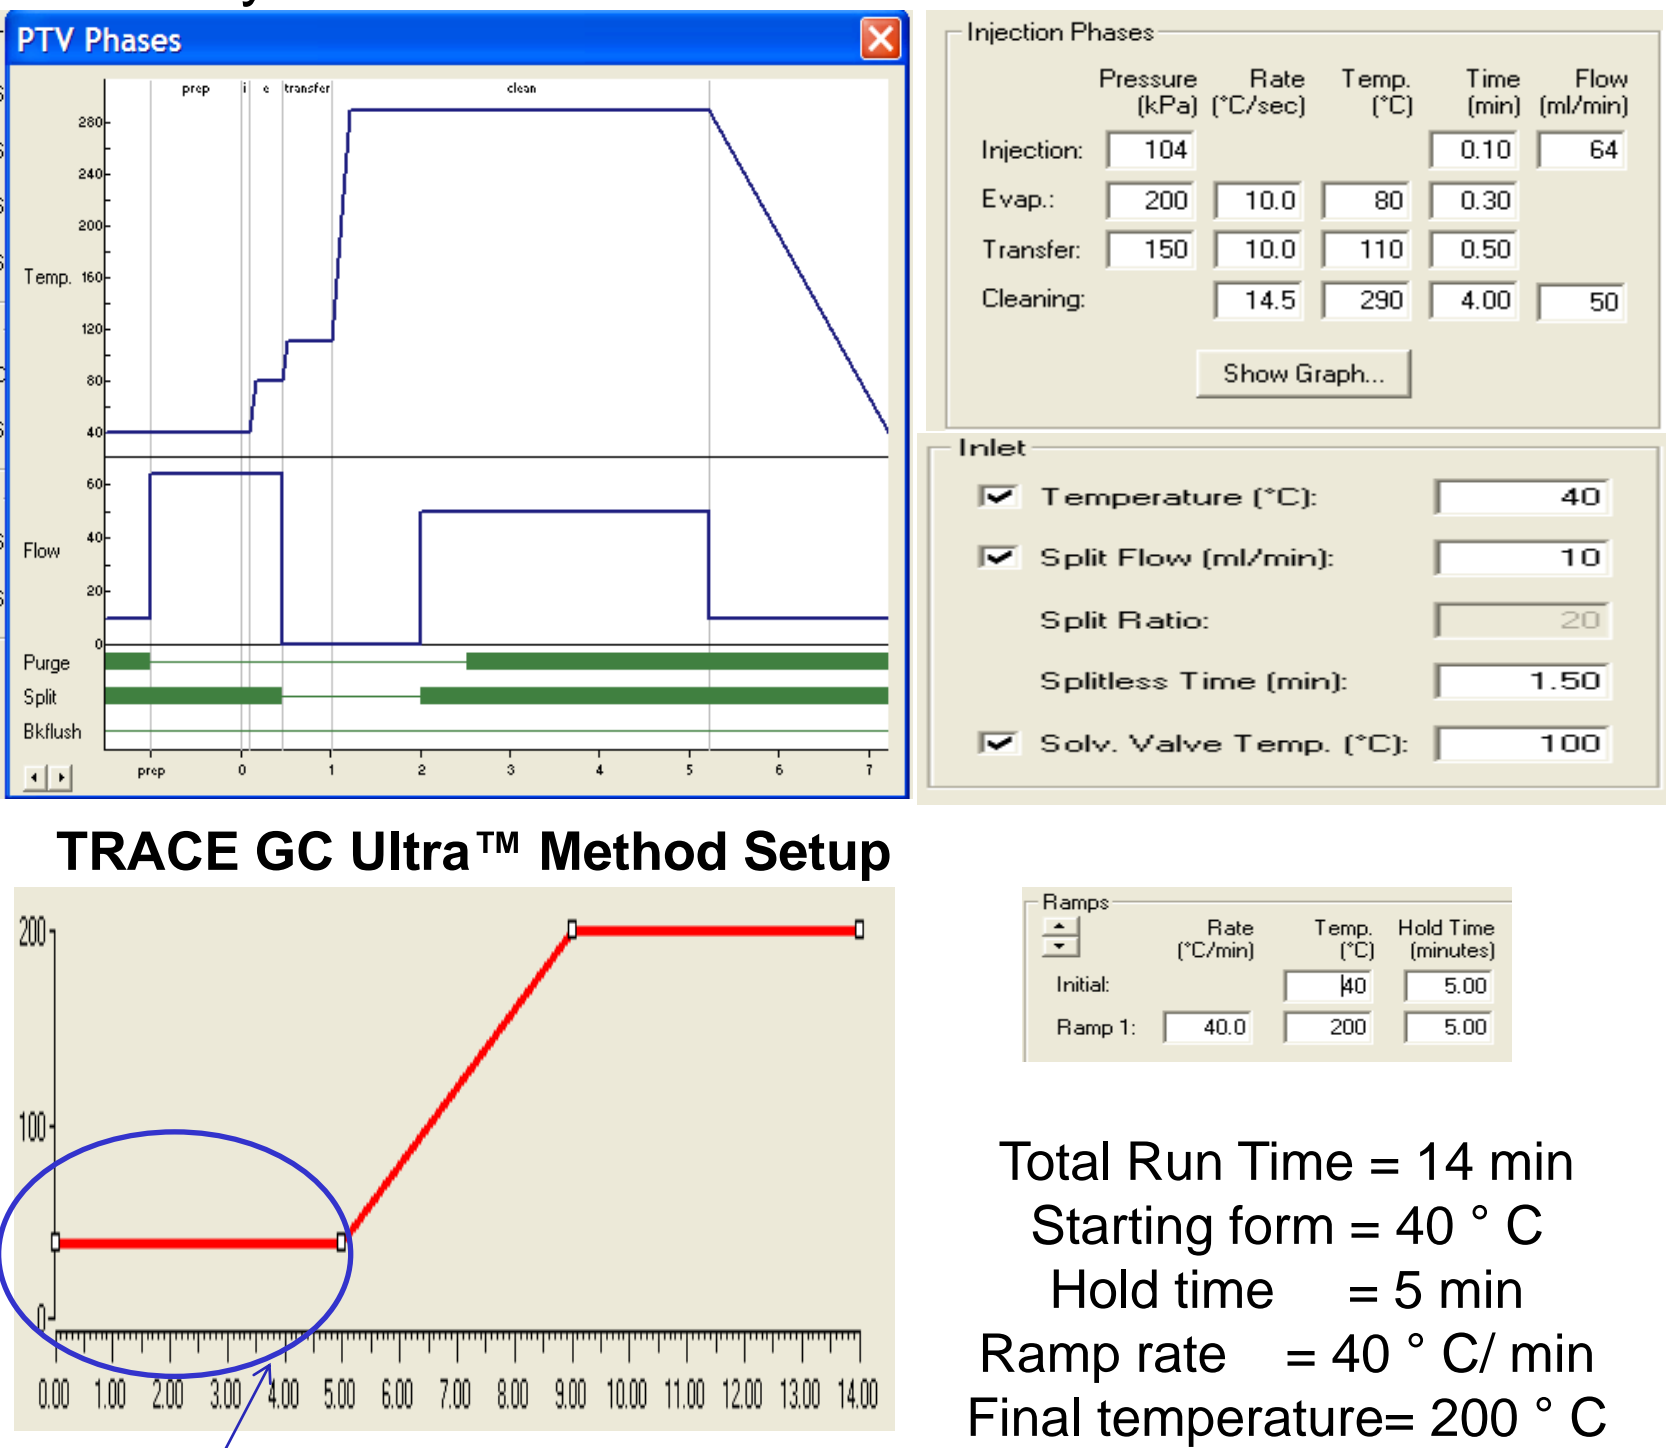 PTV Phases
prep i e transfer clean
280
240
200
Temp. 160
120
80
40
60
Flow 40
20
0
Purge
Split
Bkflush
prep 0 1 2 3 4 5 6 7
Injection Phases
Pressure Rate Temp. Time Flow
(kPa) (°C/sec) (°C) (min) (ml/min)
Injection: 104 0.10 64
Evap.: 200 10.0 80 0.30
Transfer: 150 10.0 110 0.50
Cleaning: 14.5 290 4.00 50
Show Graph...
Inlet
Temperature (°C): 40
Split Flow (ml/min): 10
Split Ratio: 20
Splitless Time (min): 1.50
Solv. Valve Temp. (°C): 100
TRACE GC Ultra™ Method Setup
200
100
0
0.00 1.00 2.00 3.00 4.00 5.00 6.00 7.00 8.00 9.00 10.00 11.00 12.00 13.00 14.00
Ramps
Rate Temp. Hold Time
(°C/min) (°C) (minutes)
Initial: 40 5.00
Ramp 1: 40.0 200 5.00
Total Run Time = 14 min
Starting form = 40 ° C
Hold time = 5 min
Ramp rate = 40 ° C/ min
Final temperature= 200 ° C